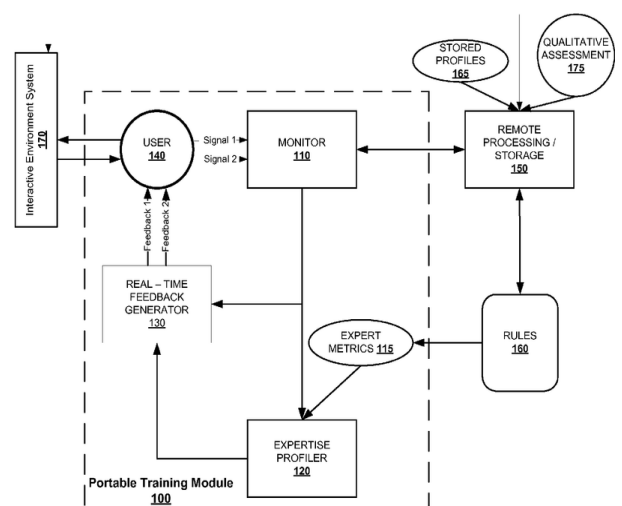 STORED
PROFILES
165
QUALITATIVE
ASSESSMENT
175
Interactive Environment System
170
USER
140
Signal 1
Signal 2
MONITOR
110
REMOTE
PROCESSING /
STORAGE
150
Feedback 1
Feedback 2
REAL – TIME
FEEDBACK
GENERATOR
130
EXPERT
METRICS 115
RULES
160
EXPERTISE
PROFILER
120
Portable Training Module
100